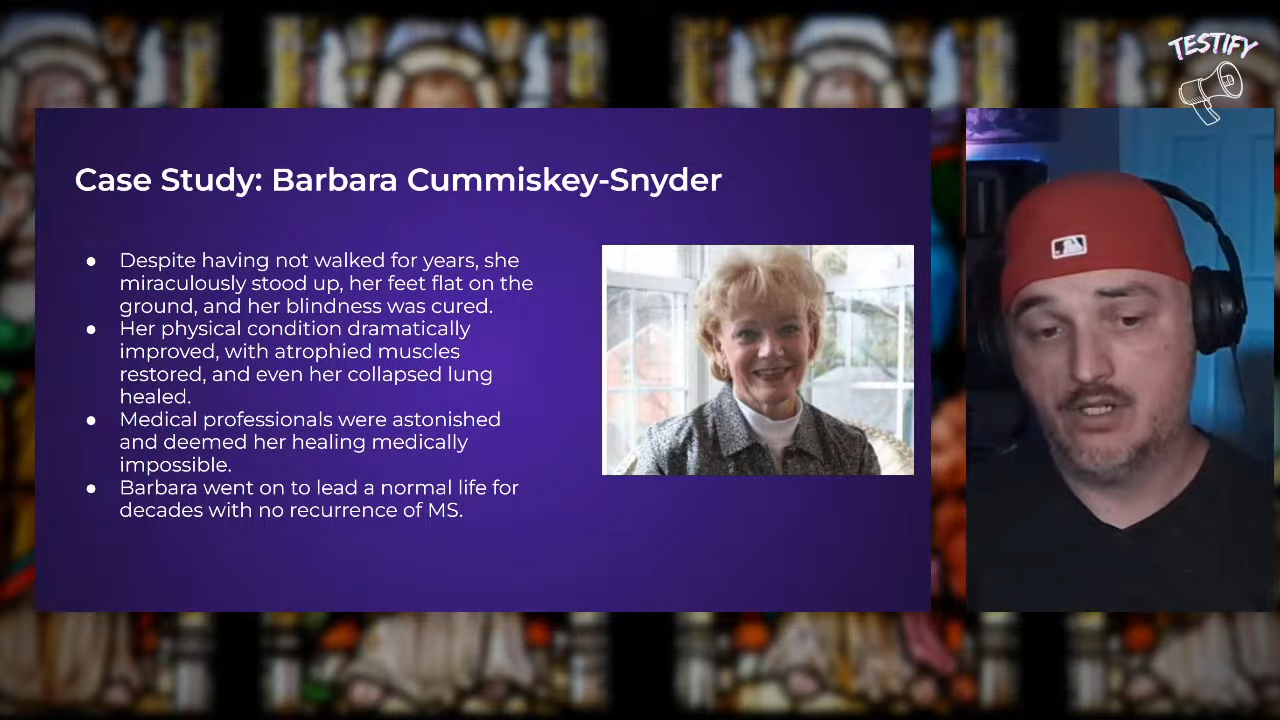 TESTIFY
Case Study: Barbara Cummiskey-Snyder
● Despite having not walked for years, she
miraculously stood up, her feet flat on the
ground, and her blindness was cured.
● Her physical condition dramatically
improved, with atrophied muscles
restored, and even her collapsed lung
healed.
● Medical professionals were astonished
and deemed her healing medically
impossible.
● Barbara went on to lead a normal life for
decades with no recurrence of MS.